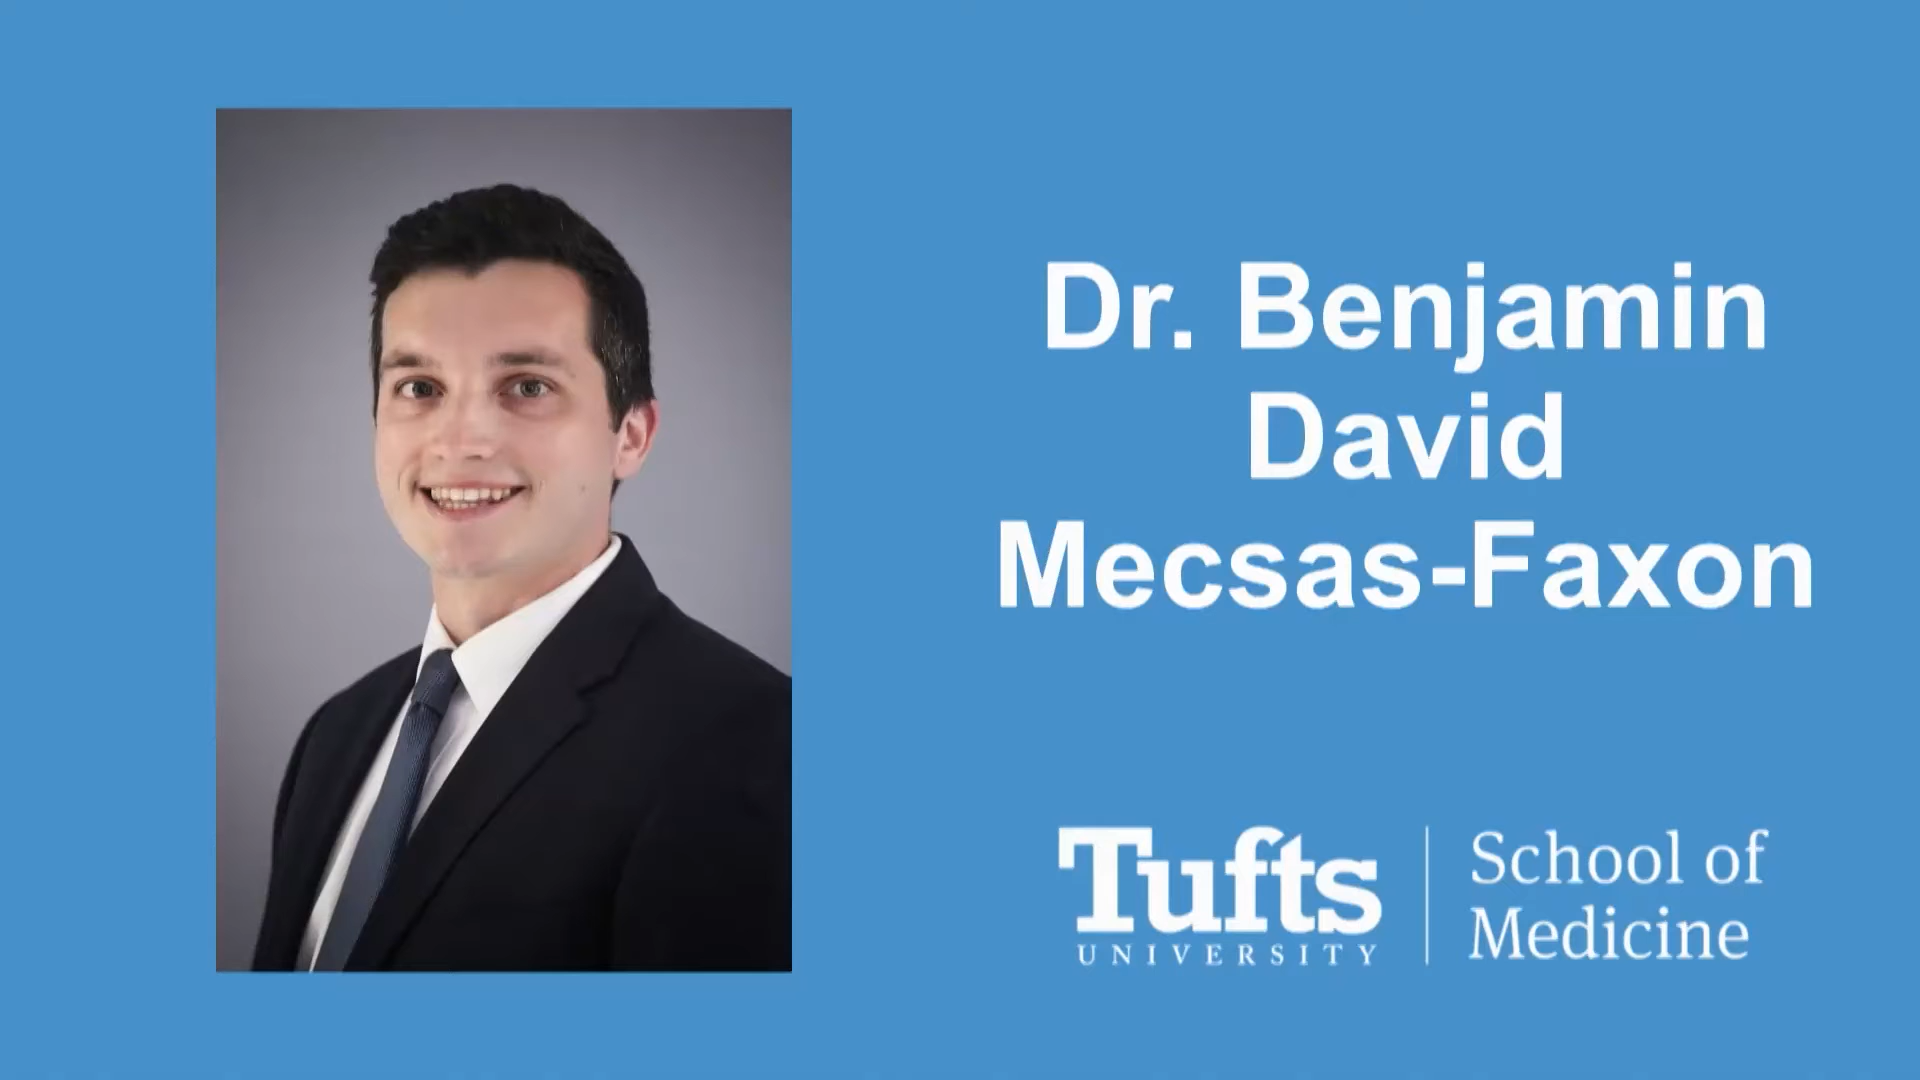 Dr. Benjamin
David
Mecsas-Faxon
Tufts
UNIVERSITY
School of
Medicine